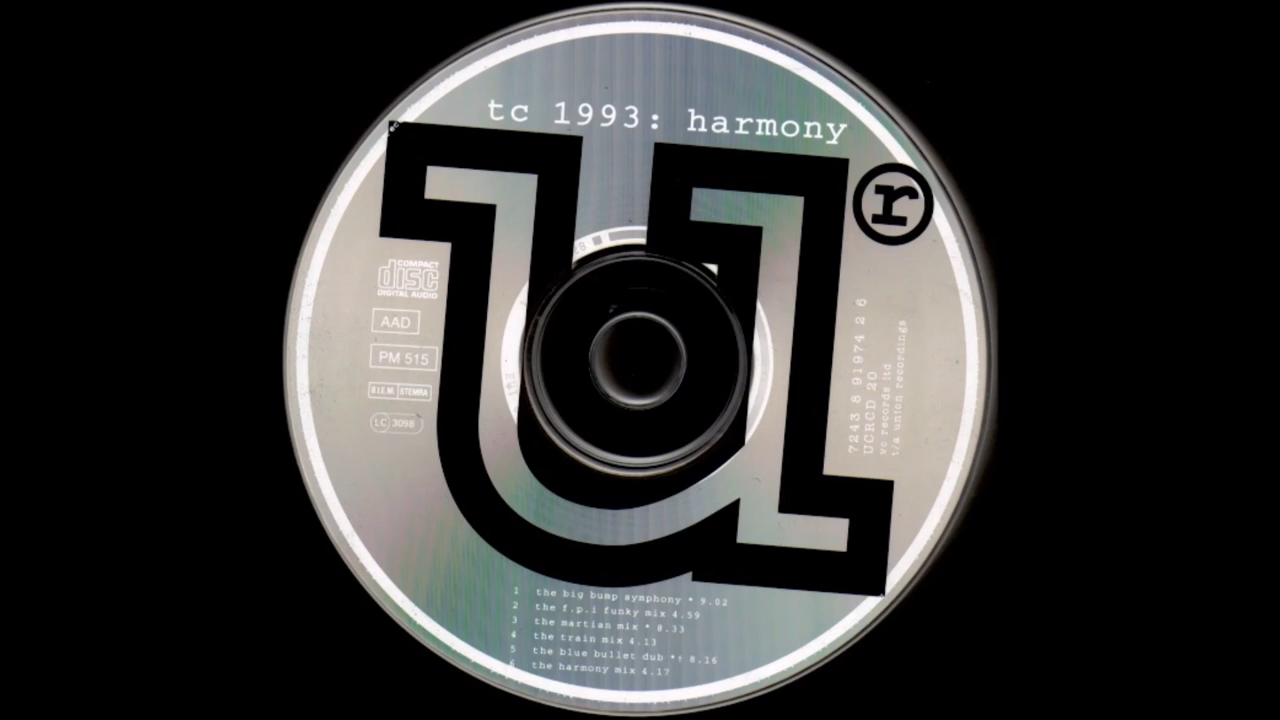 tc 1993: harmony
u
r
COMPACT
disc
DIGITAL AUDIO
AAD
PM 515
B.I.E.M. STEMRA
LC 3098
7243 8 91974 2 6
UCRCD 20
vc records ltd
t/a union recordings
1 the big bump symphony * 9.02
2 the f.p.i funky mix 4.59
3 the martian mix * 8.33
4 the train mix 4.13
5 the blue bullet dub *† 8.16
6 the harmony mix 4.17